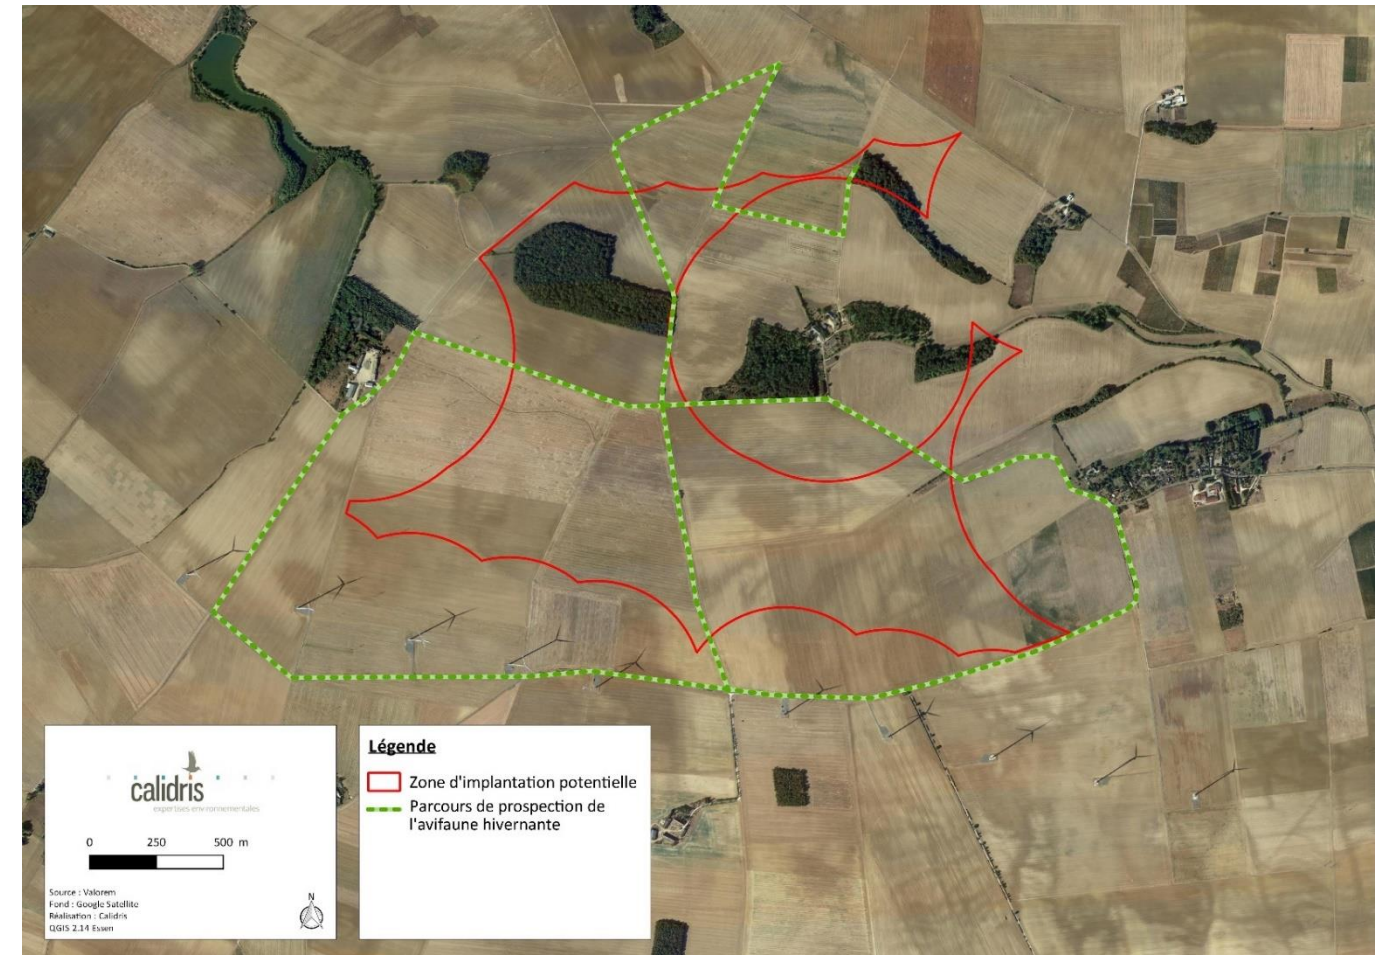 calidris
expertises environnementales
0 250 500 m
Source : Valorem
Fond : Google Satellite
Réalisation : Calidris
QGIS 2.14 Essen
N
Légende
Zone d'implantation potentielle
Parcours de prospection de
l'avifaune hivernante